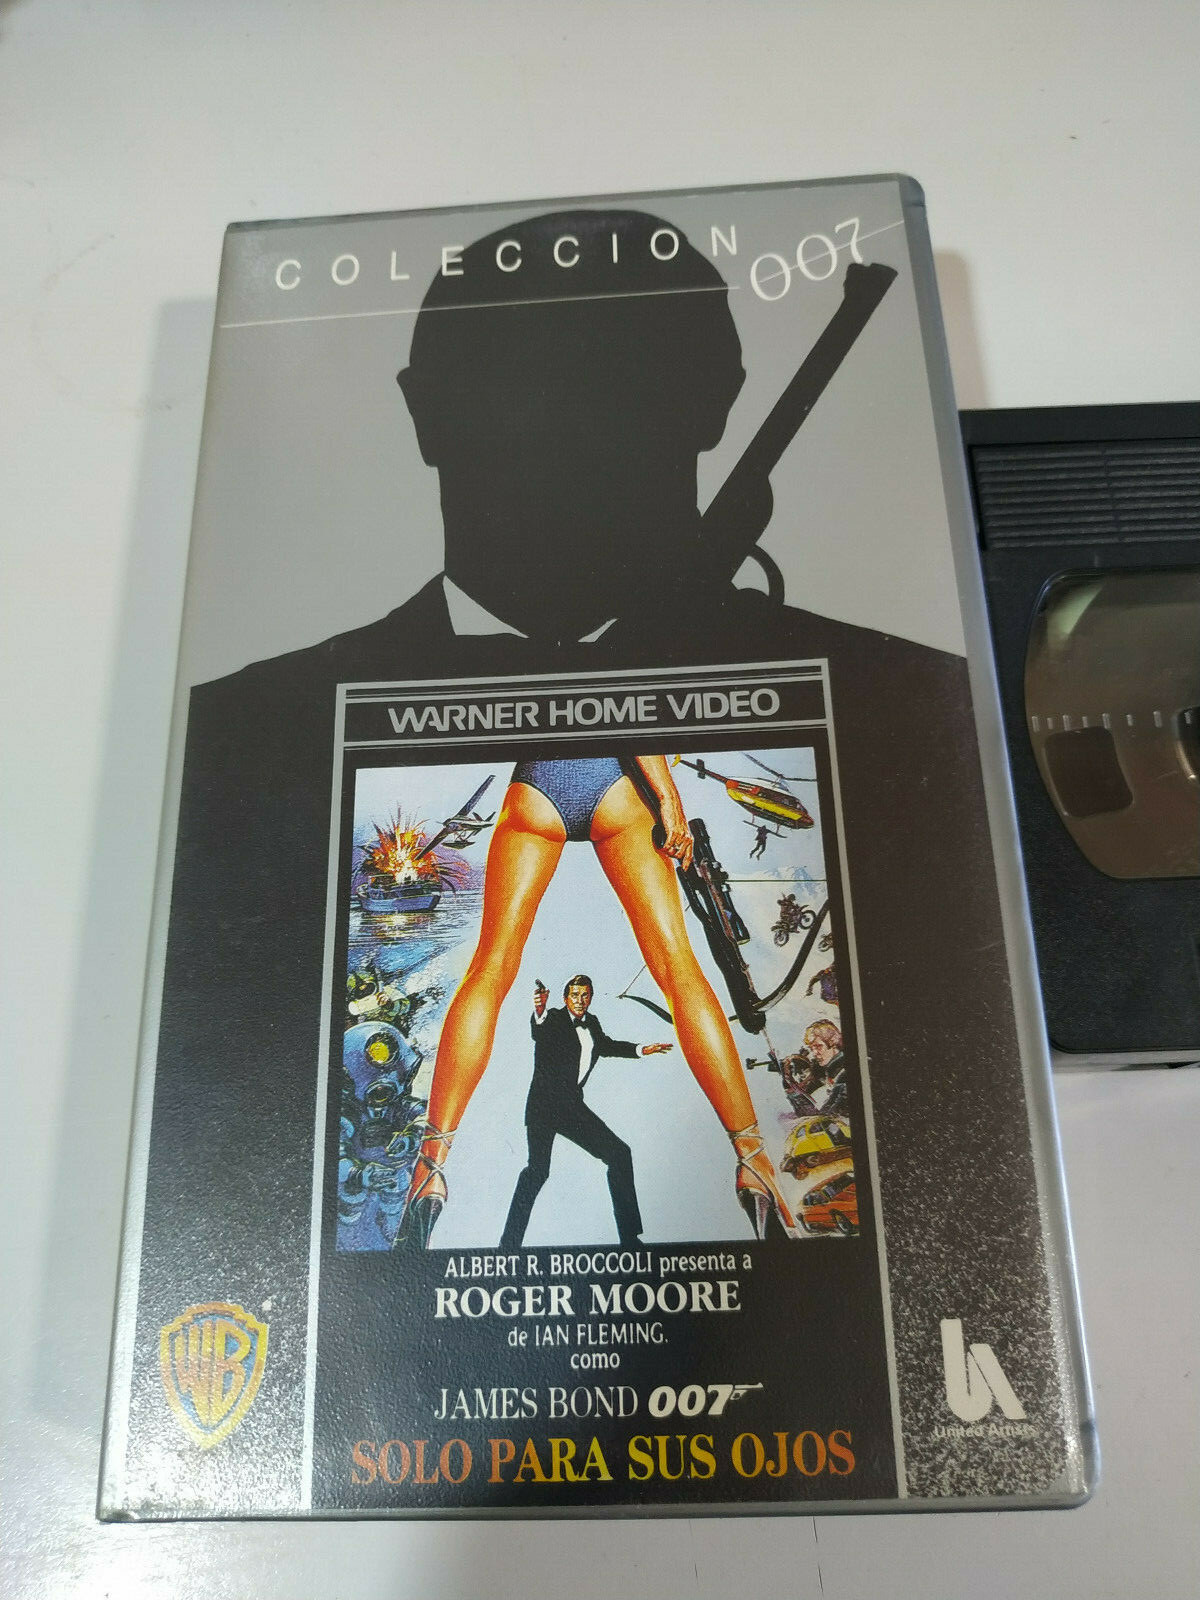 COLECCION 007
WARNER HOME VIDEO
ALBERT R. BROCCOLI presenta a
ROGER MOORE
de IAN FLEMING.
como
JAMES BOND 007
SOLO PARA SUS OJOS
WB
United Artists